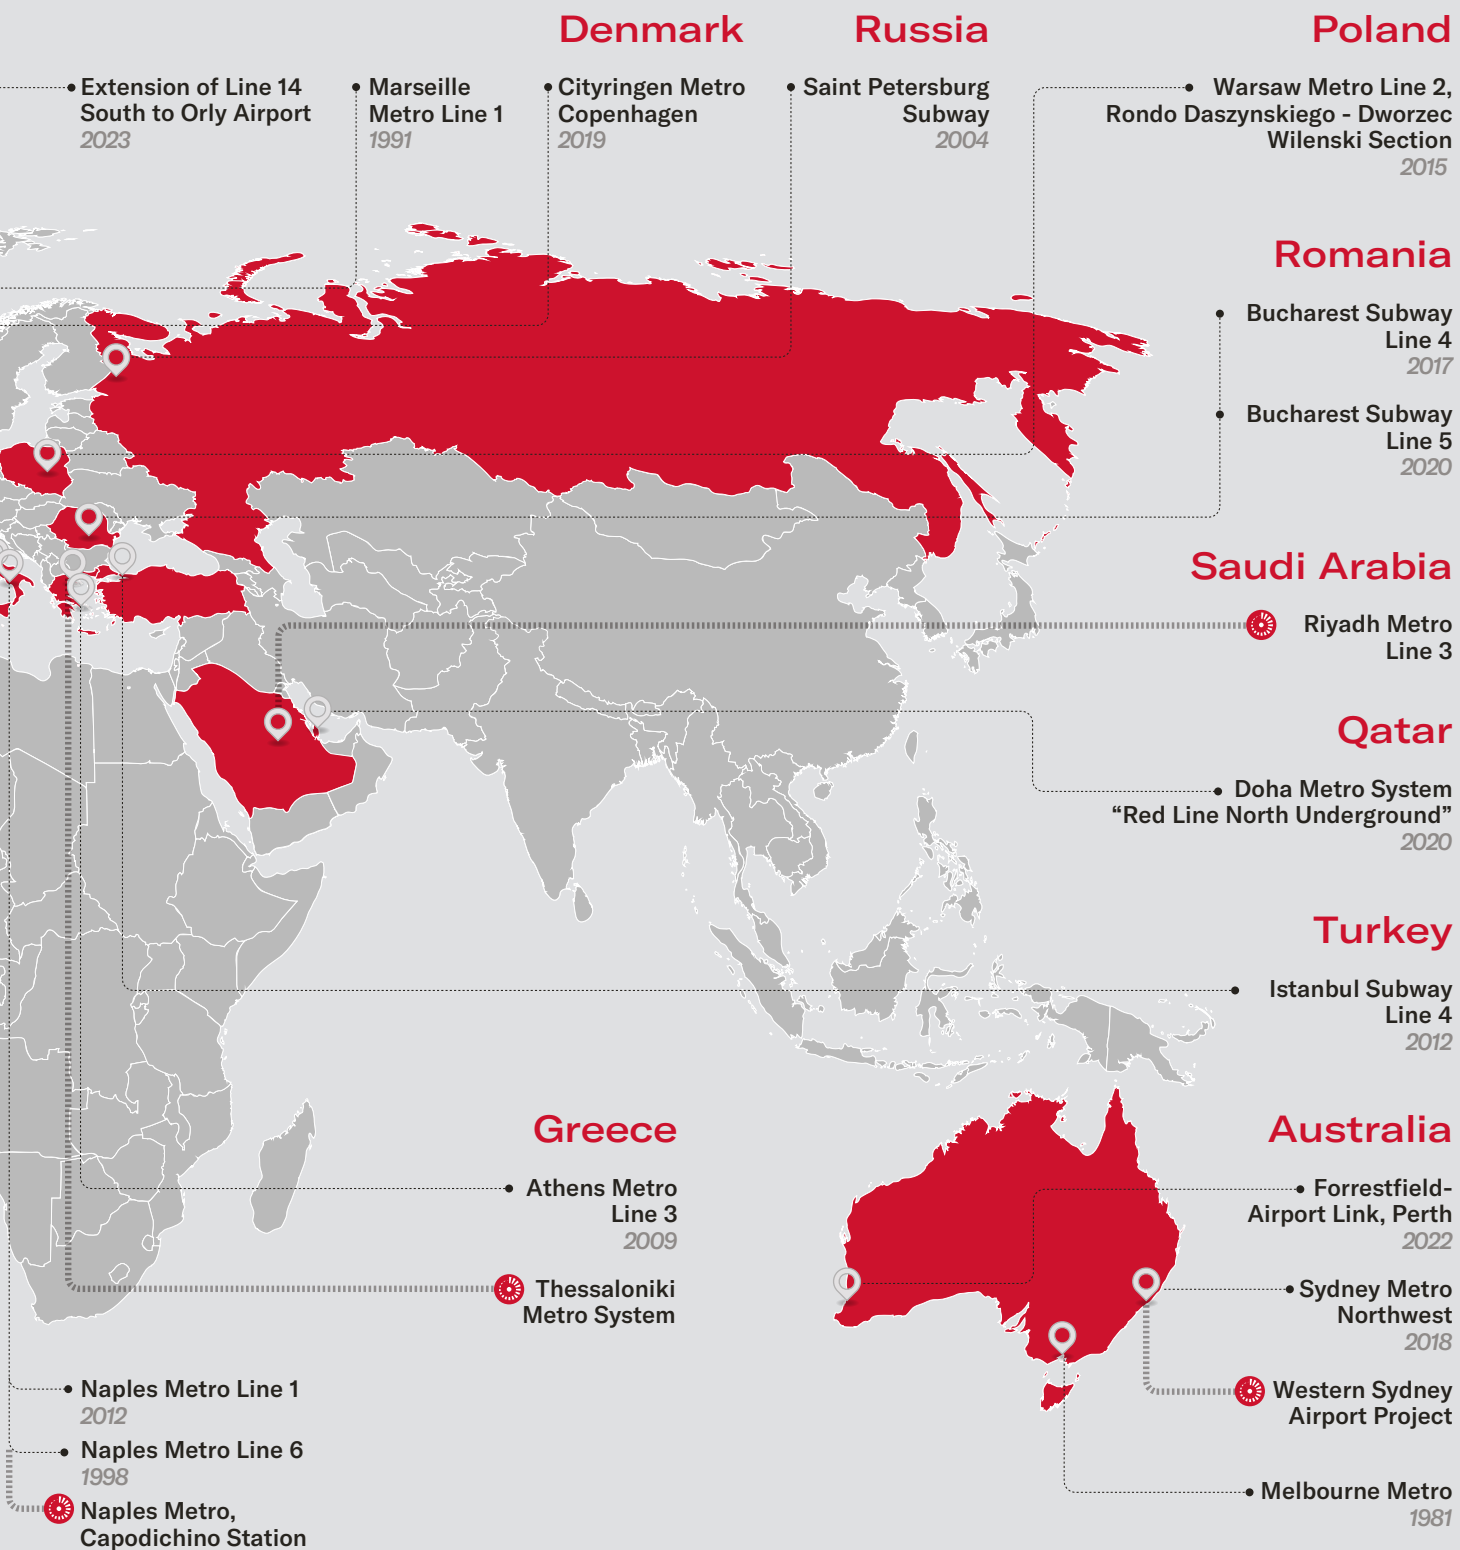 Extension of Line 14
South to Orly Airport
2023
Marseille
Metro Line 1
1991
Denmark
Cityringen Metro
Copenhagen
2019
Russia
Saint Petersburg
Subway
2004
Poland
Warsaw Metro Line 2,
Rondo Daszynskiego - Dworzec
Wilenski Section
2015
Romania
Bucharest Subway
Line 4
2017
Bucharest Subway
Line 5
2020
Saudi Arabia
Riyadh Metro
Line 3
Qatar
Doha Metro System
“Red Line North Underground”
2020
Turkey
Istanbul Subway
Line 4
2012
Greece
Athens Metro
Line 3
2009
Thessaloniki
Metro System
Australia
Forrestfield-
Airport Link, Perth
2022
Sydney Metro
Northwest
2018
Western Sydney
Airport Project
Melbourne Metro
1981
Naples Metro Line 1
2012
Naples Metro Line 6
1998
Naples Metro,
Capodichino Station